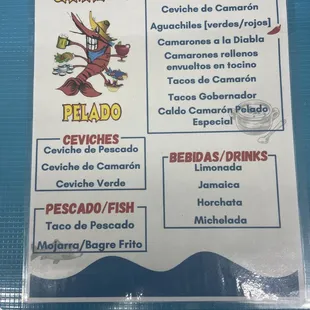 PELADO
CEVICHES
Ceviche de Pescado
Ceviche de Camarón
Ceviche Verde
PESCADO/FISH
Taco de Pescado
Mojarra/Bagre Frito
Ceviche de Camarón
Aguachiles [verdes/rojos]
Camarones a la Diabla
Camarones rellenos
envueltos en tocino
Tacos de Camarón
Tacos Gobernador
Caldo Camarón Pelado
Especial
BEBIDAS/DRINKS
Limonada
Jamaica
Horchata
Michelada